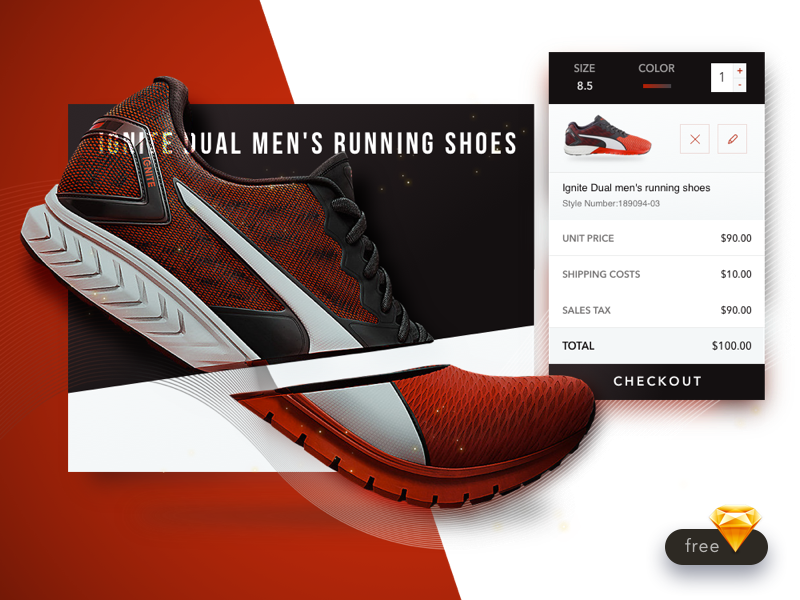 IGNITE DUAL MEN'S RUNNING SHOES
IGNITE
SIZE
8.5
COLOR
1
+
-
Ignite Dual men's running shoes
Style Number:189094-03
UNIT PRICE $90.00
SHIPPING COSTS $10.00
SALES TAX $90.00
TOTAL $100.00
CHECKOUT
free